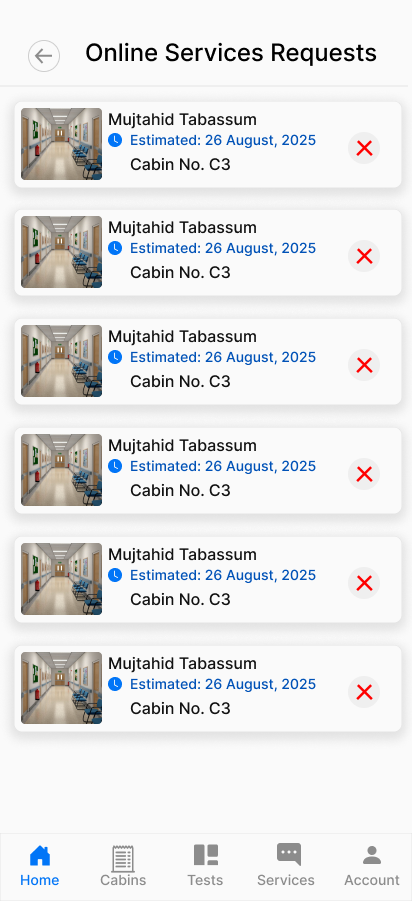 Online Services Requests
Mujtahid Tabassum
Estimated: 26 August, 2025
Cabin No. C3
Mujtahid Tabassum
Estimated: 26 August, 2025
Cabin No. C3
Mujtahid Tabassum
Estimated: 26 August, 2025
Cabin No. C3
Mujtahid Tabassum
Estimated: 26 August, 2025
Cabin No. C3
Mujtahid Tabassum
Estimated: 26 August, 2025
Cabin No. C3
Mujtahid Tabassum
Estimated: 26 August, 2025
Cabin No. C3
Home Cabins Tests Services Account